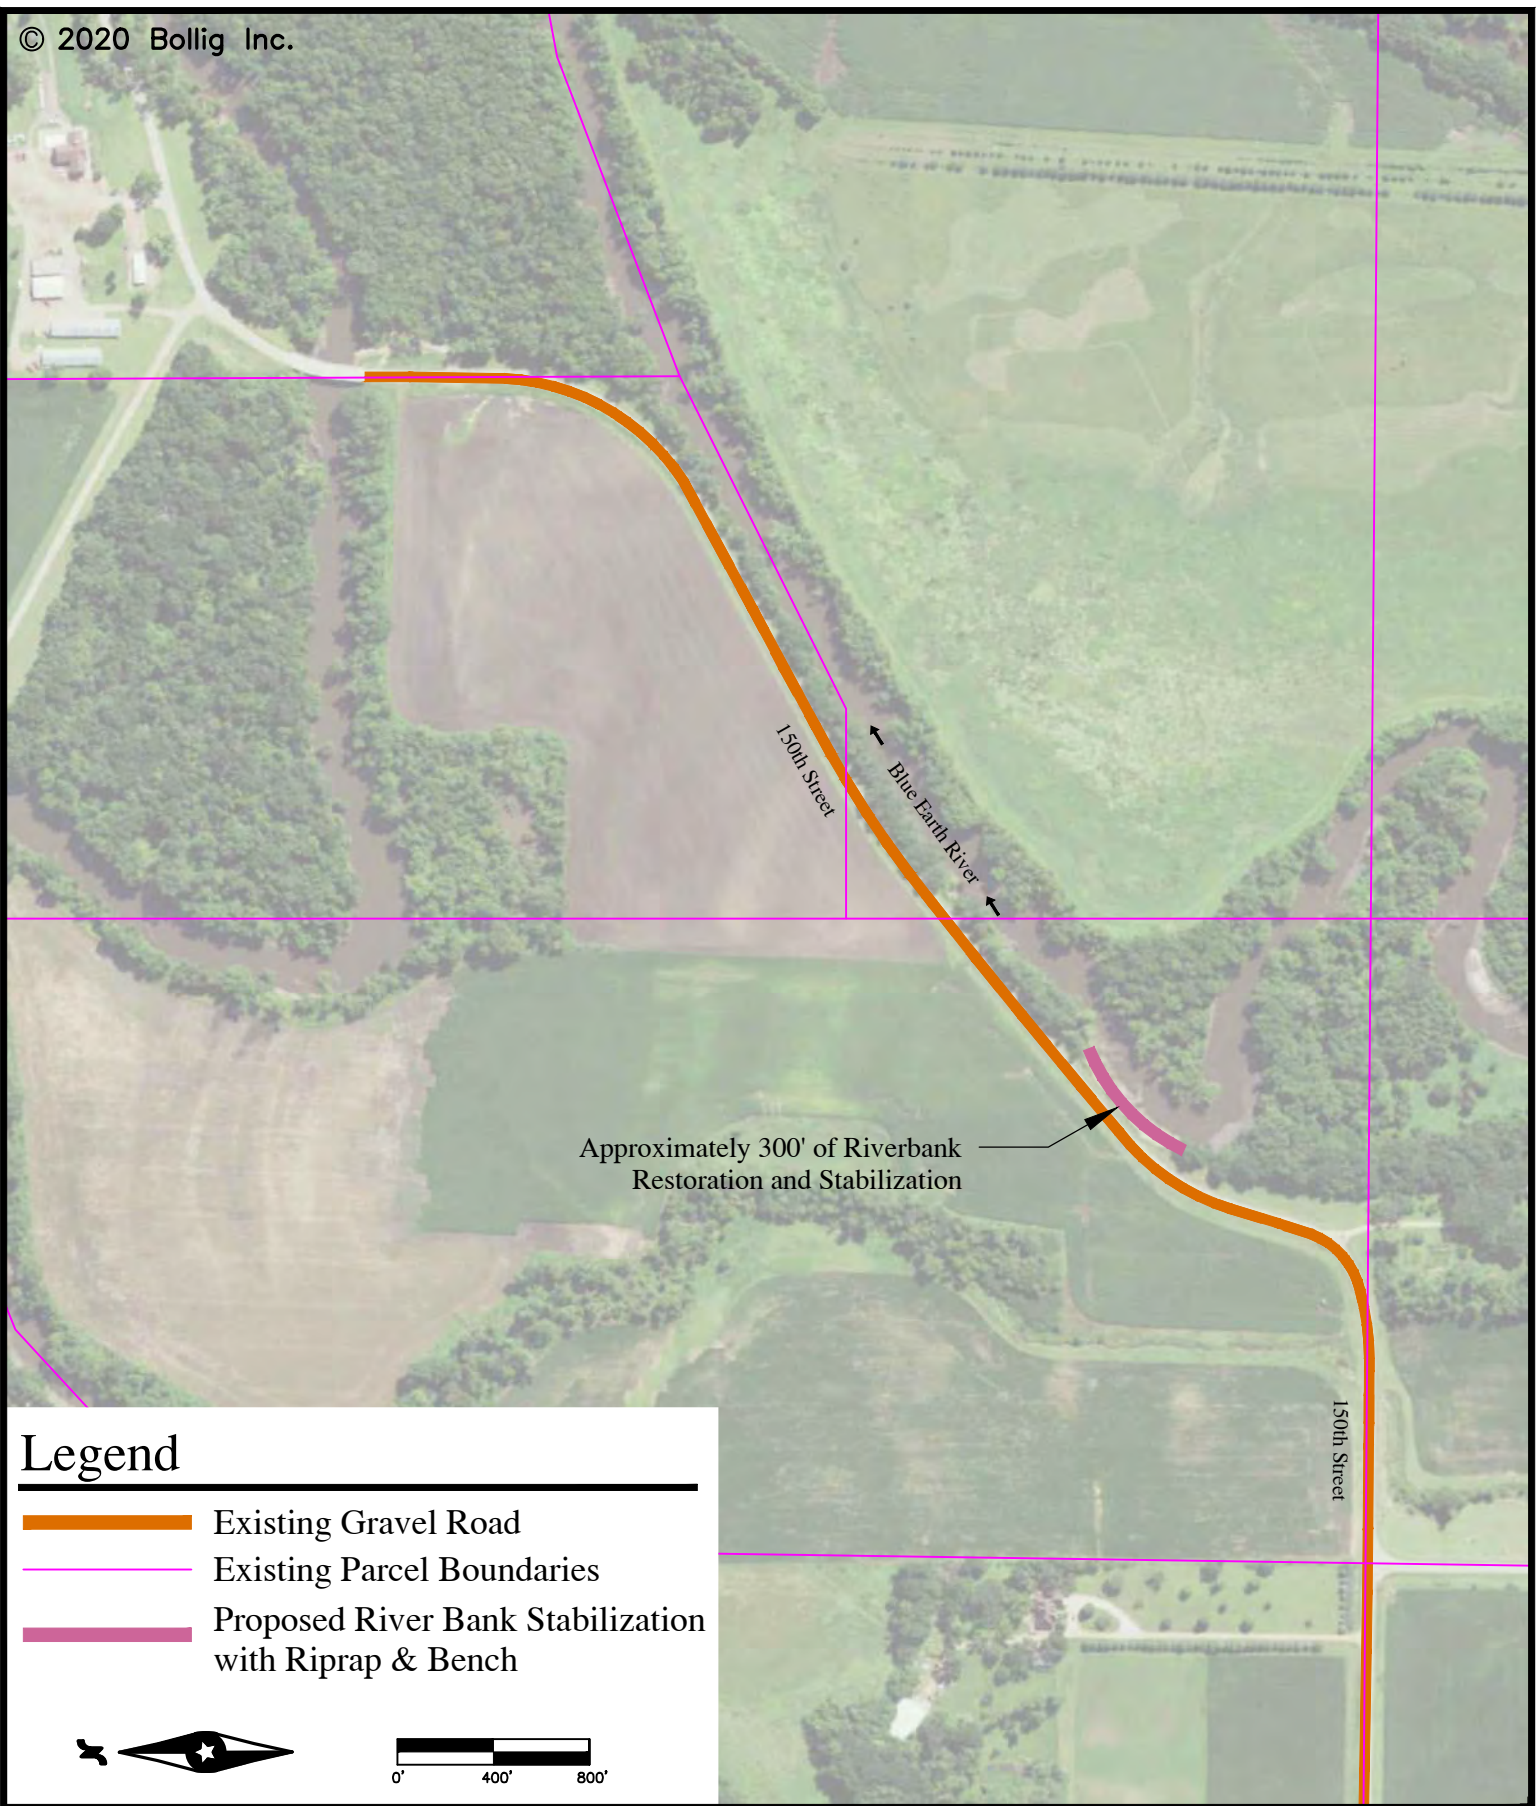 © 2020 Bollig Inc.
150th Street
Blue Earth River
Approximately 300' of Riverbank
Restoration and Stabilization
150th Street
Legend
Existing Gravel Road
Existing Parcel Boundaries
Proposed River Bank Stabilization
with Riprap & Bench
N
0' 400' 800'